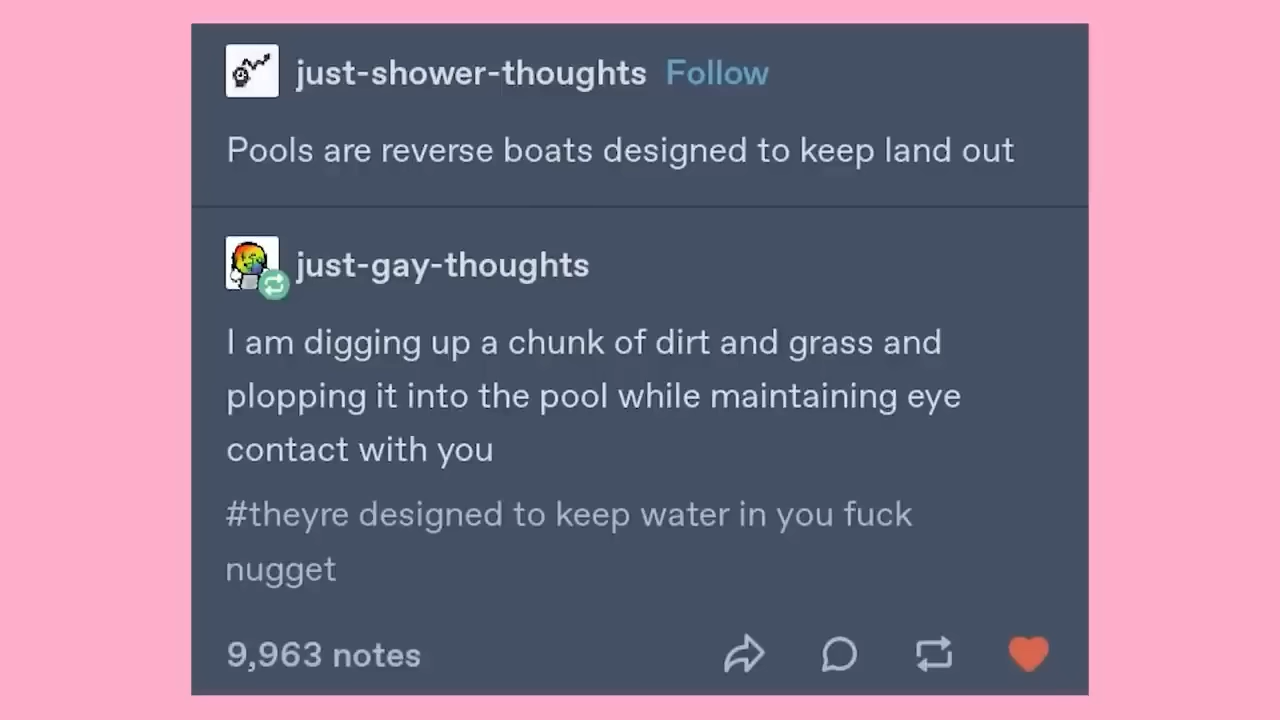 just-shower-thoughts Follow
Pools are reverse boats designed to keep land out
just-gay-thoughts
I am digging up a chunk of dirt and grass and
plopping it into the pool while maintaining eye
contact with you
#theyre designed to keep water in you fuck
nugget
9,963 notes